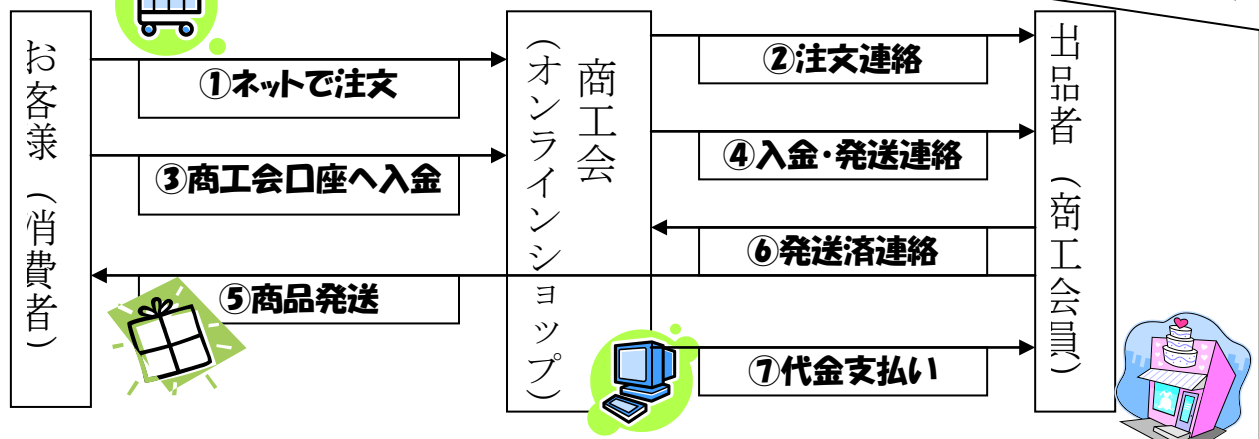 お客様（消費者）
①ネットで注文
③商工会口座へ入金
⑤商品発送
商工会
（オンラインショップ）
②注文連絡
④入金・発送連絡
⑥発送済連絡
⑦代金支払い
出品者（商工会員）